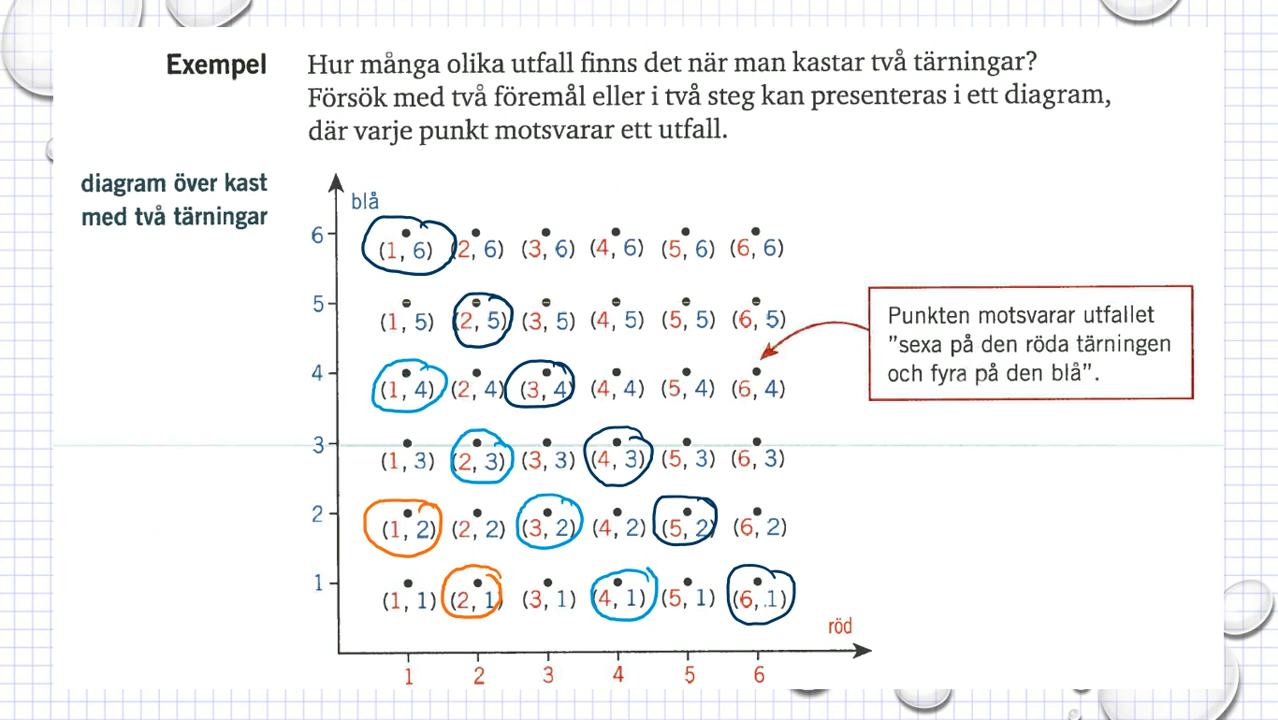 Exempel
Hur många olika utfall finns det när man kastar två tärningar?
Försök med två föremål eller i två steg kan presenteras i ett diagram,
där varje punkt motsvarar ett utfall.
diagram över kast
med två tärningar
blå
6
(1, 6) (2, 6) (3, 6) (4, 6) (5, 6) (6, 6)
5
(1, 5) (2, 5) (3, 5) (4, 5) (5, 5) (6, 5)
4
(1, 4) (2, 4) (3, 4) (4, 4) (5, 4) (6, 4)
3
(1, 3) (2, 3) (3, 3) (4, 3) (5, 3) (6, 3)
2
(1, 2) (2, 2) (3, 2) (4, 2) (5, 2) (6, 2)
1
(1, 1) (2, 1) (3, 1) (4, 1) (5, 1) (6, 1)
röd
1 2 3 4 5 6
Punkten motsvarar utfallet
"sexa på den röda tärningen
och fyra på den blå".